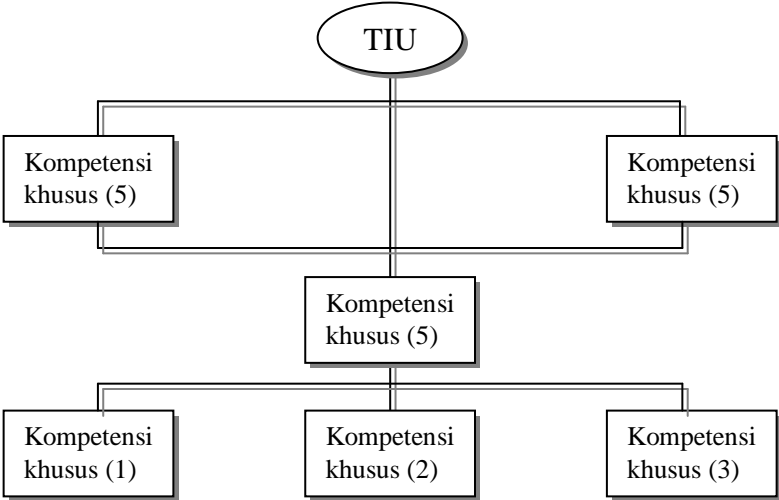 TIU
Kompetensi
khusus (5)
Kompetensi
khusus (5)
Kompetensi
khusus (5)
Kompetensi
khusus (1)
Kompetensi
khusus (2)
Kompetensi
khusus (3)